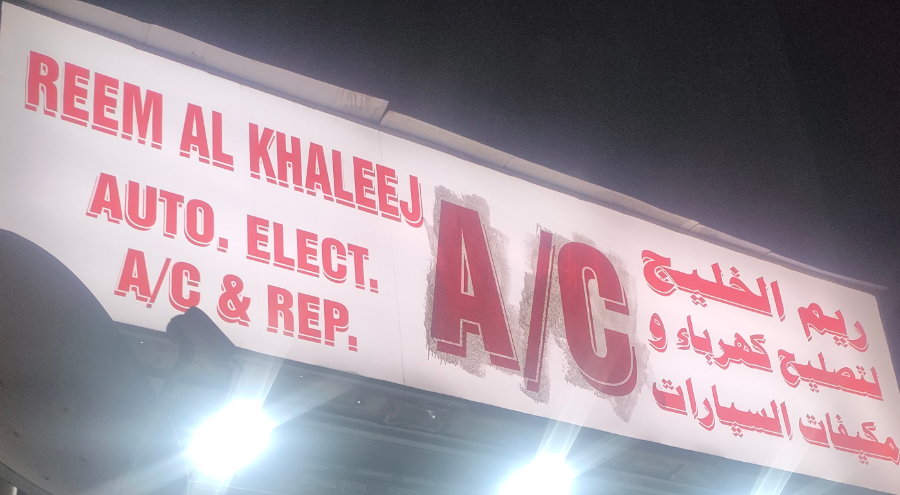 REEM AL KHALEEJ
AUTO. ELECT.
A/C & REP.
A/C
ريم الخليج
لتصليح كهرباء و
مكيفات السيارات